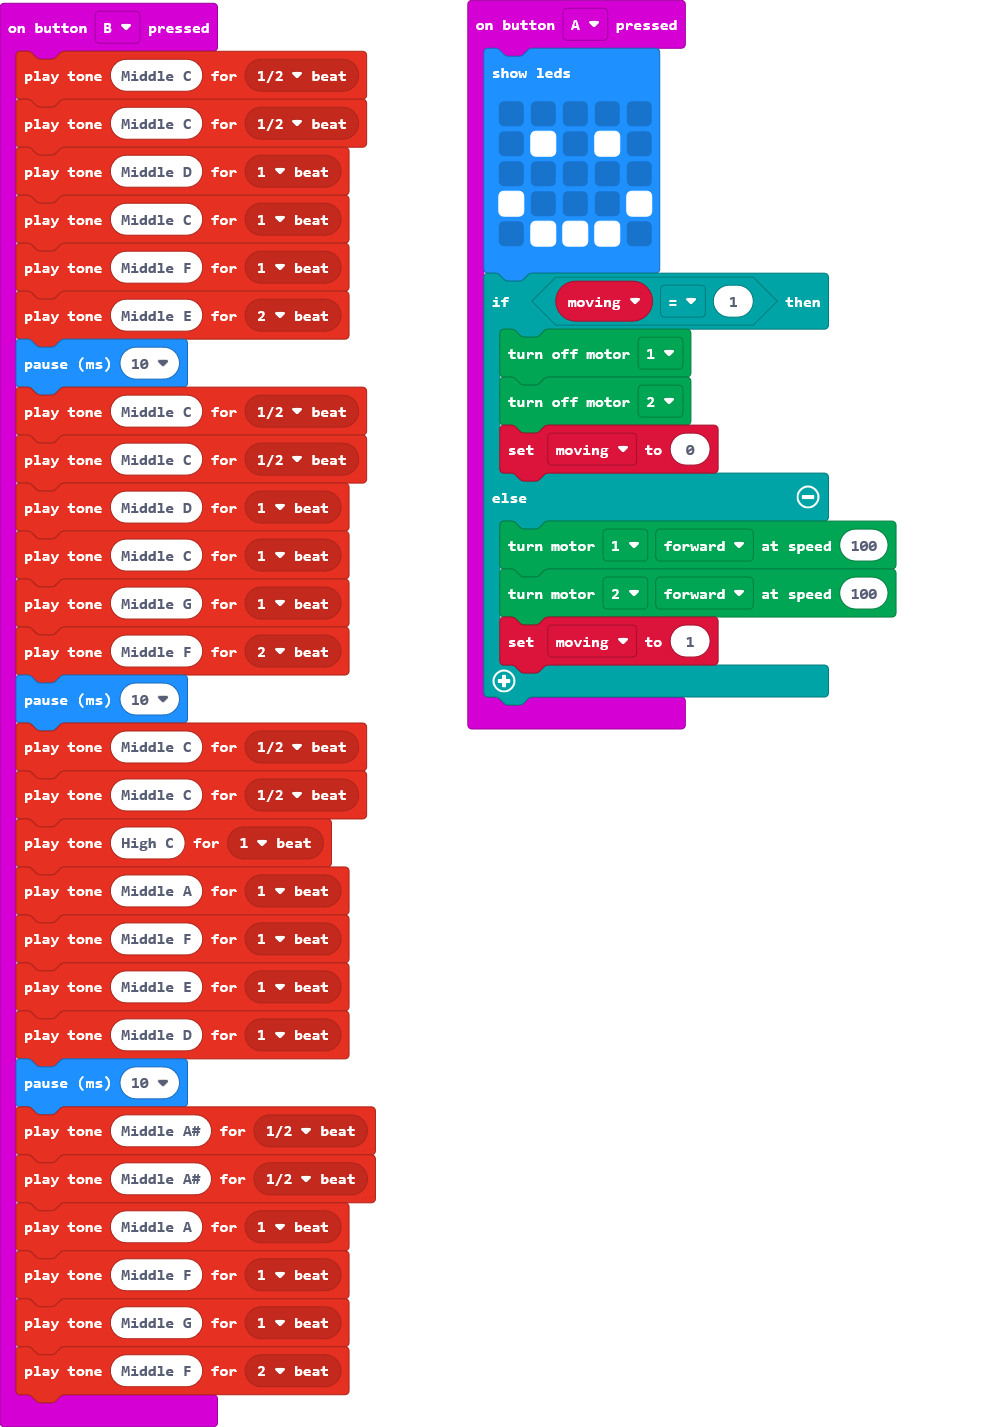 on button B pressed
play tone Middle C for 1/2 beat
play tone Middle C for 1/2 beat
play tone Middle D for 1 beat
play tone Middle C for 1 beat
play tone Middle F for 1 beat
play tone Middle E for 2 beat
pause (ms) 10
play tone Middle C for 1/2 beat
play tone Middle C for 1/2 beat
play tone Middle D for 1 beat
play tone Middle C for 1 beat
play tone Middle G for 1 beat
play tone Middle F for 2 beat
pause (ms) 10
play tone Middle C for 1/2 beat
play tone Middle C for 1/2 beat
play tone High C for 1 beat
play tone Middle A for 1 beat
play tone Middle F for 1 beat
play tone Middle E for 1 beat
play tone Middle D for 1 beat
pause (ms) 10
play tone Middle A# for 1/2 beat
play tone Middle A# for 1/2 beat
play tone Middle A for 1 beat
play tone Middle F for 1 beat
play tone Middle G for 1 beat
play tone Middle F for 2 beat
on button A pressed
show leds
if moving = 1 then
turn off motor 1
turn off motor 2
set moving to 0
else
turn motor 1 forward at speed 100
turn motor 2 forward at speed 100
set moving to 1